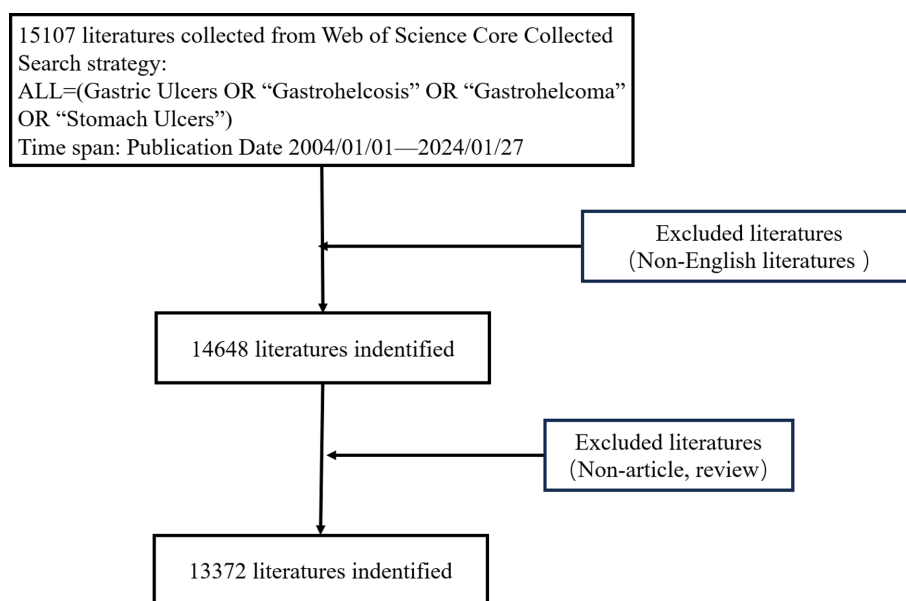 15107 literatures collected from Web of Science Core Collected
Search strategy:
ALL=(Gastric Ulcers OR “Gastrohelcosis” OR “Gastrohelcoma”
OR “Stomach Ulcers”)
Time span: Publication Date 2004/01/01—2024/01/27
Excluded literatures
（Non-English literatures ）
14648 literatures indentified
Excluded literatures
（Non-article, review）
13372 literatures indentified